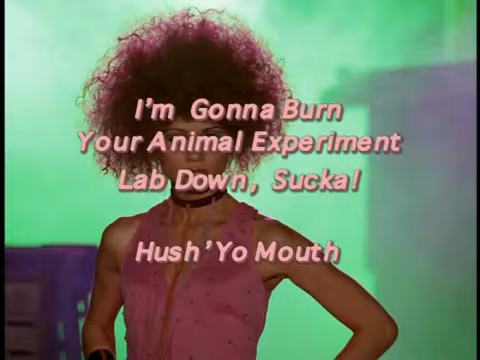 I'm Gonna Burn
Your Animal Experiment
Lab Down, Sucka!
Hush' Yo Mouth